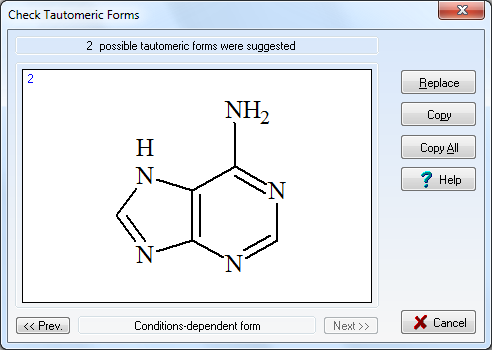 Check Tautomeric Forms
2 possible tautomeric forms were suggested
2
NH2
H
N
N
N
N
Replace
Copy
Copy All
? Help
<< Prev.
Conditions-dependent form
Next >>
Cancel